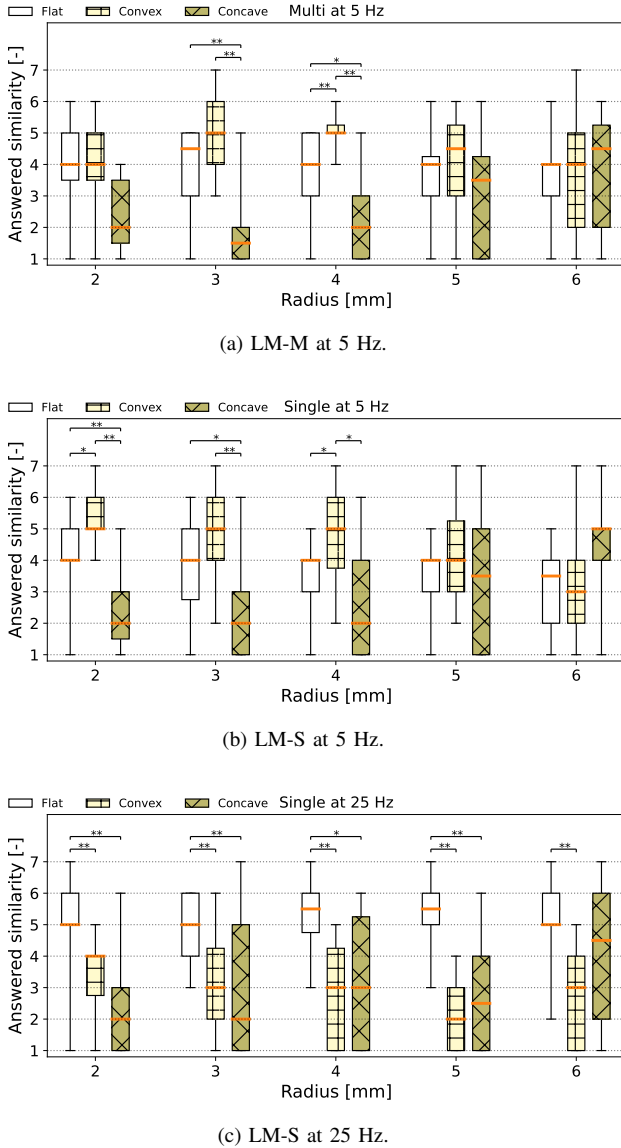 Flat Convex Concave Multi at 5 Hz
** * 
** ** **
7
6
5
4
3
2
1
Answered similarity [-]
2 3 4 5 6
Radius [mm]
(a) LM-M at 5 Hz.
Flat Convex Concave Single at 5 Hz
** * *
* ** ** *
7
6
5
4
3
2
1
Answered similarity [-]
2 3 4 5 6
Radius [mm]
(b) LM-S at 5 Hz.
Flat Convex Concave Single at 25 Hz
** ** * **
** ** ** ** **
7
6
5
4
3
2
1
Answered similarity [-]
2 3 4 5 6
Radius [mm]
(c) LM-S at 25 Hz.